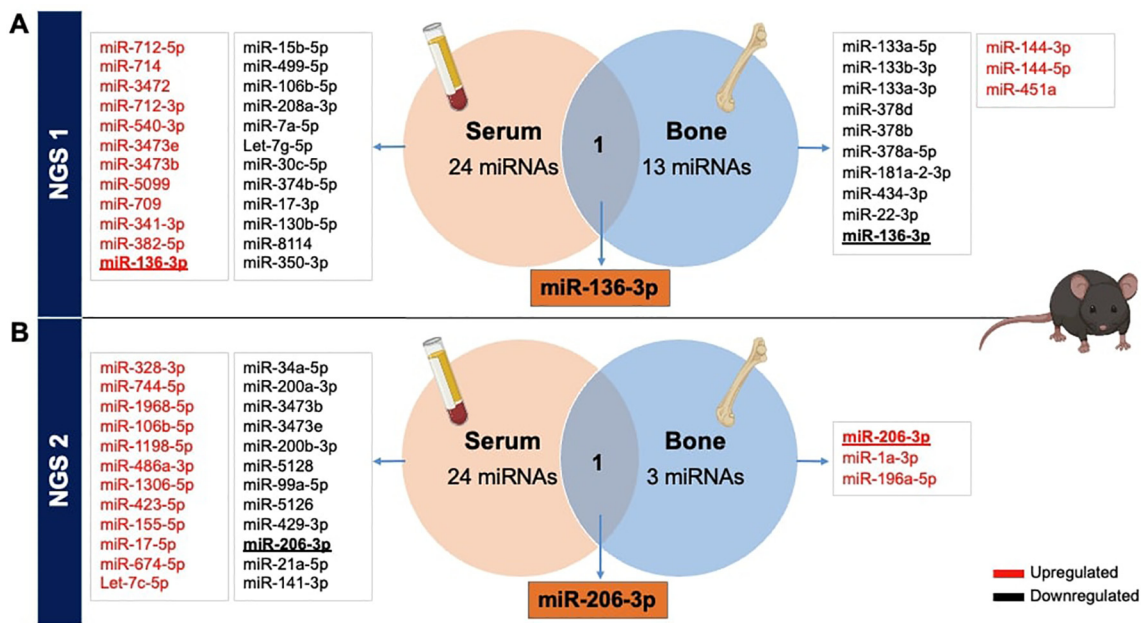 A
NGS 1
miR-712-5p
miR-714
miR-3472
miR-712-3p
miR-540-3p
miR-3473e
miR-3473b
miR-5099
miR-709
miR-341-3p
miR-382-5p
miR-136-3p
miR-15b-5p
miR-499-5p
miR-106b-5p
miR-208a-3p
miR-7a-5p
Let-7g-5p
miR-30c-5p
miR-374b-5p
miR-17-3p
miR-130b-5p
miR-8114
miR-350-3p
Serum
24 miRNAs
1
Bone
13 miRNAs
miR-136-3p
miR-133a-5p
miR-133b-3p
miR-133a-3p
miR-378d
miR-378b
miR-378a-5p
miR-181a-2-3p
miR-434-3p
miR-22-3p
miR-136-3p
miR-144-3p
miR-144-5p
miR-451a
B
NGS 2
miR-328-3p
miR-744-5p
miR-1968-5p
miR-106b-5p
miR-1198-5p
miR-486a-3p
miR-1306-5p
miR-423-5p
miR-155-5p
miR-17-5p
miR-674-5p
Let-7c-5p
miR-34a-5p
miR-200a-3p
miR-3473b
miR-3473e
miR-200b-3p
miR-5128
miR-99a-5p
miR-5126
miR-429-3p
miR-206-3p
miR-21a-5p
miR-141-3p
Serum
24 miRNAs
1
Bone
3 miRNAs
miR-206-3p
miR-206-3p
miR-1a-3p
miR-196a-5p
Upregulated
Downregulated